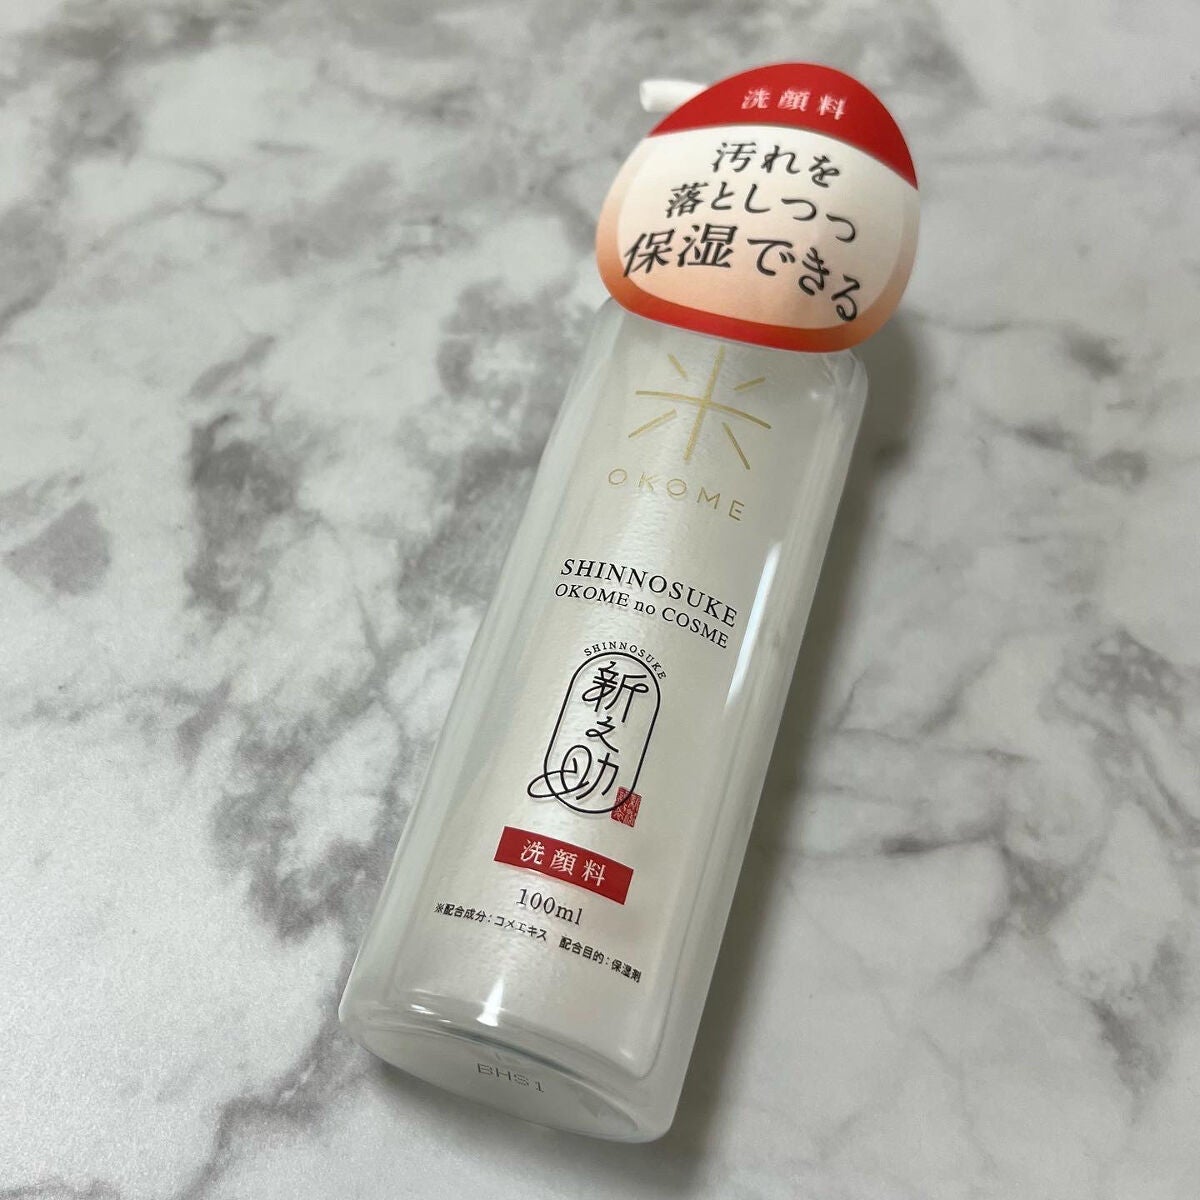 洗顔料
汚れを
落としつつ
保湿できる
米
OKOME
SHINNOSUKE
OKOME no COSME
SHINNOSUKE
新之助
洗顔料
100ml
※配合成分：コメエキス　配合目的：保湿剤
BHS1